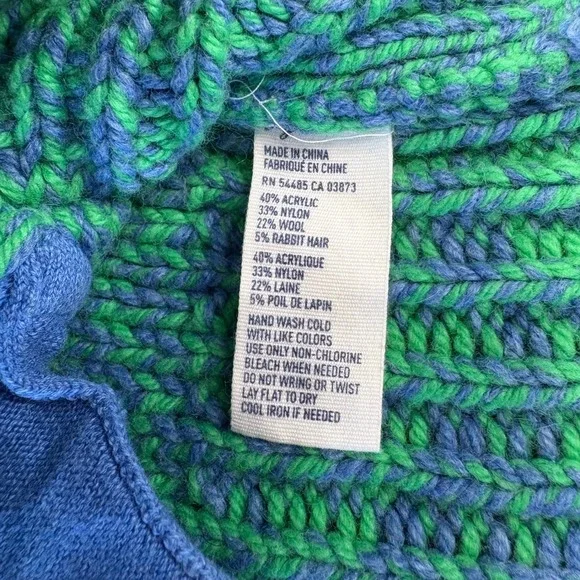 MADE IN CHINA
FABRIQUÉ EN CHINE
RN 54485 CA 03873
40% ACRYLIC
33% NYLON
22% WOOL
5% RABBIT HAIR
40% ACRYLIQUE
33% NYLON
22% LAINE
5% POIL DE LAPIN
HAND WASH COLD
WITH LIKE COLORS
USE ONLY NON-CHLORINE
BLEACH WHEN NEEDED
DO NOT WRING OR TWIST
LAY FLAT TO DRY
COOL IRON IF NEEDED